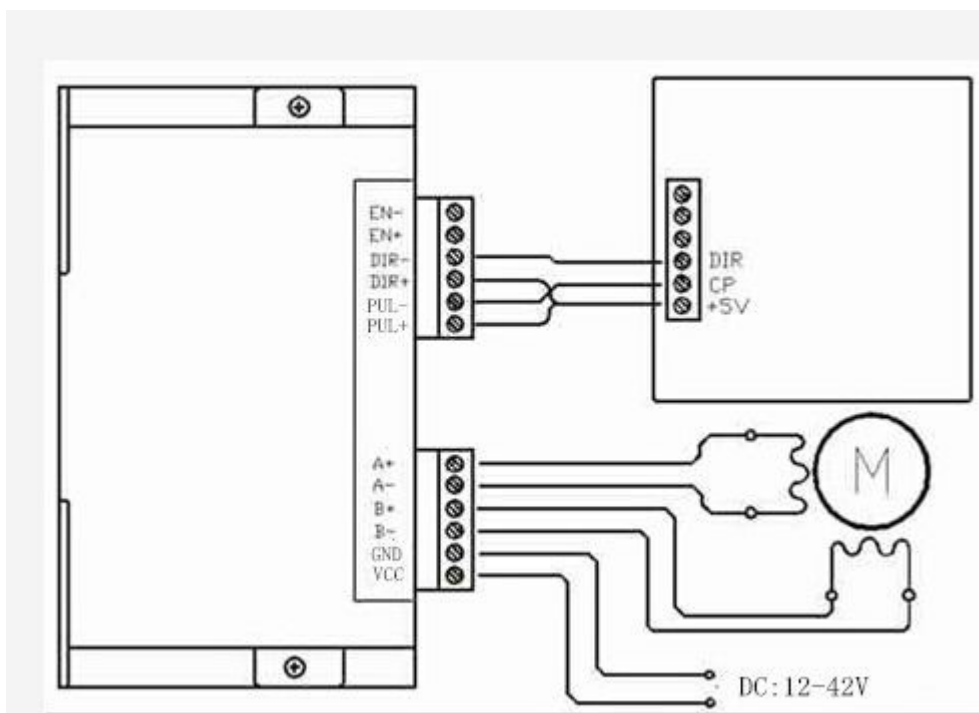 EN-
EN+
DIR-
DIR+
PUL-
PUL+
DIR
CP
+5V
A+
A-
B+
B-
GND
VCC
M
DC:12-42V